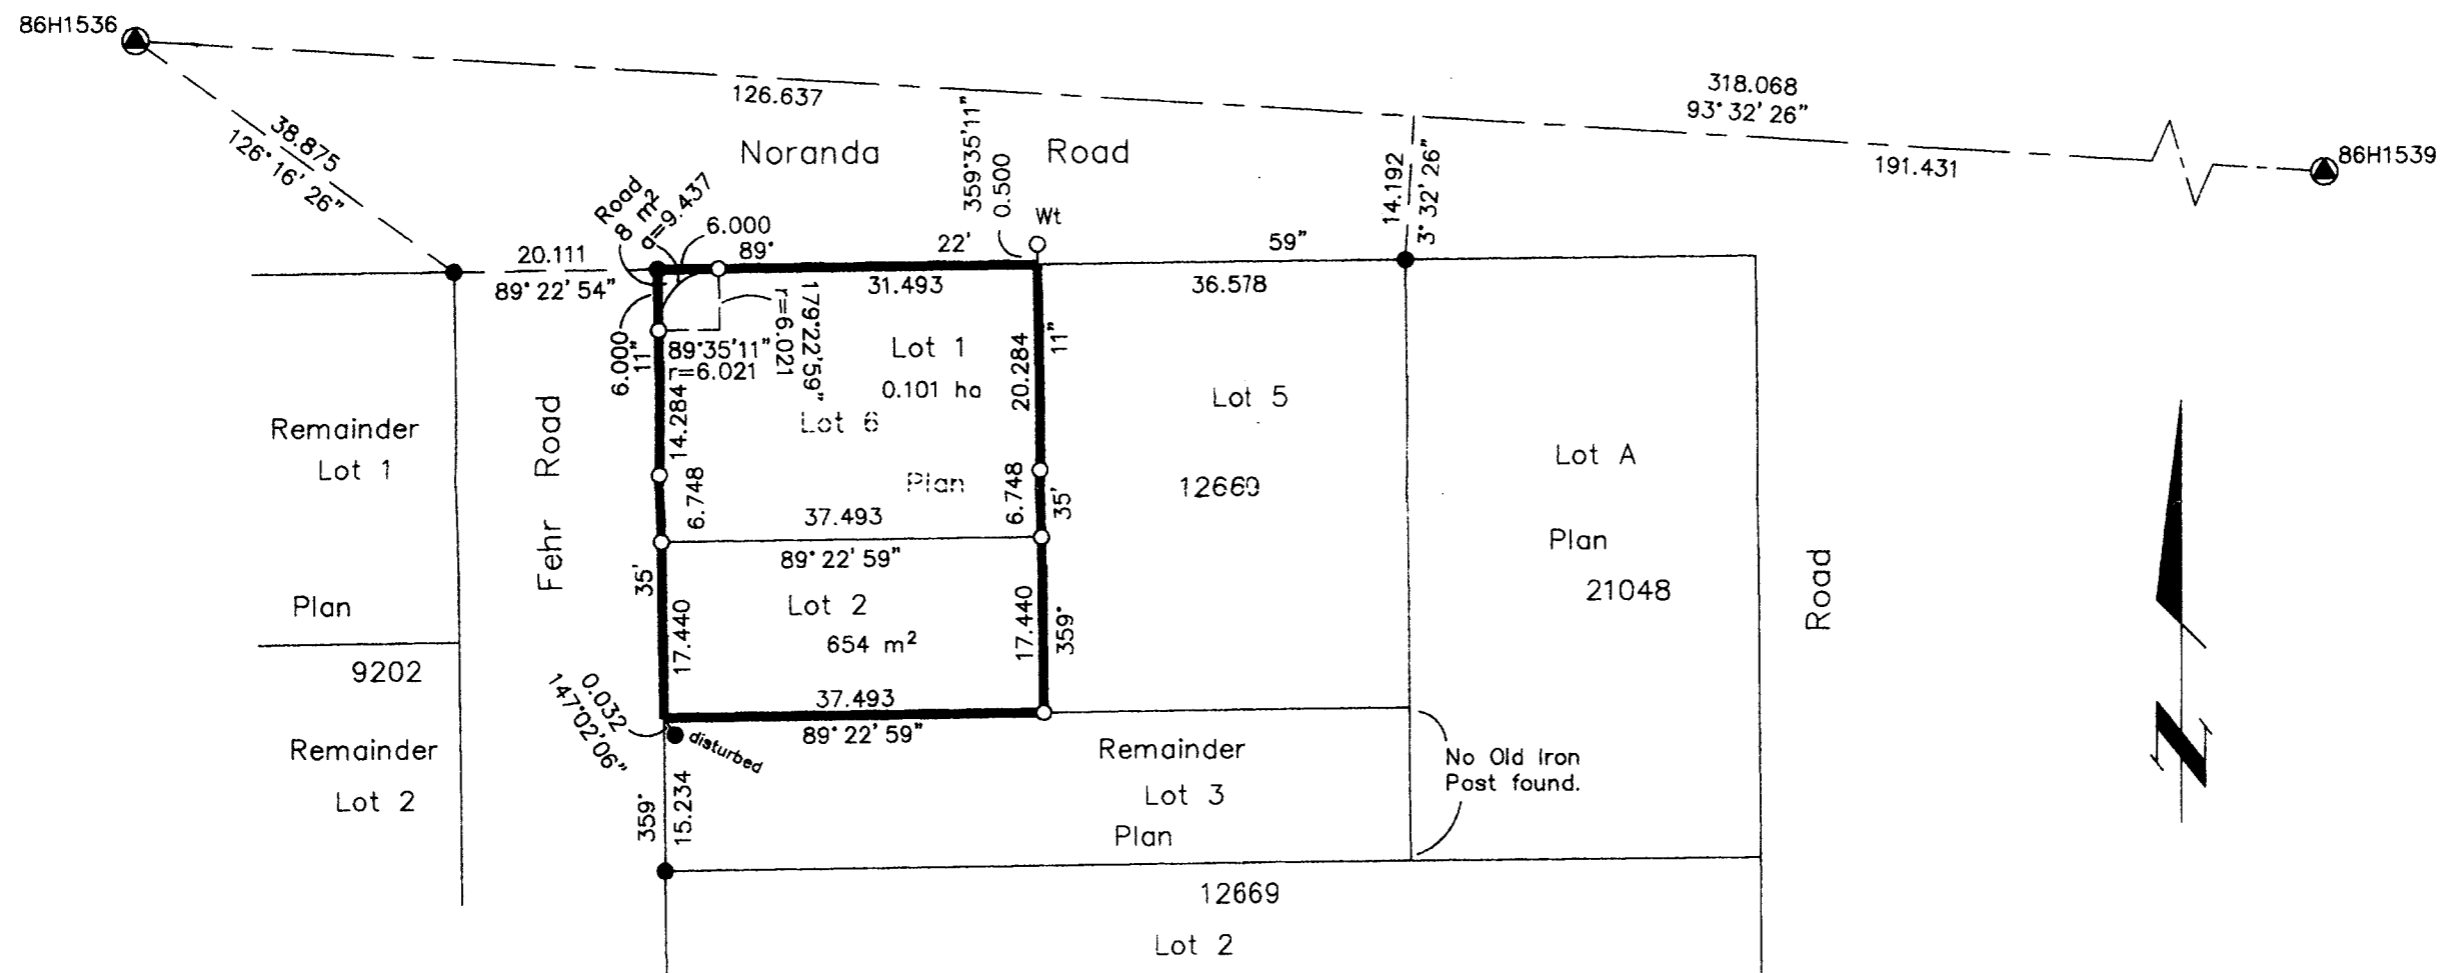 86H1536
126.637
318.068
93° 32' 26"
191.431
86H1539
38.875
126° 16' 26"
Noranda Road
359°35'11"
0.500
Wt
14.192
3° 32' 26"
Road
8 m²
a=9.437
6.000
89° 22' 59"
20.111
89° 22' 54"
31.493
36.578
6.000
11"
89°35'11"
r=6.021
r=6.021
179°22'59"
Lot 1
0.101 ha
20.284
11"
14.284
Lot 6
Lot 5
Remainder
Lot 1
Fehr Road
Lot A
6.748
Plan
6.748
35'
12669
37.493
89° 22' 59"
Plan
21048
Road
35'
Lot 2
654 m²
17.440
17.440
359°
Plan
9202
0.032
147°02'06"
disturbed
37.493
89° 22' 59"
Remainder
Lot 2
359°
15.234
Remainder
Lot 3
Plan
No Old Iron
Post found.
12669
Lot 2
N